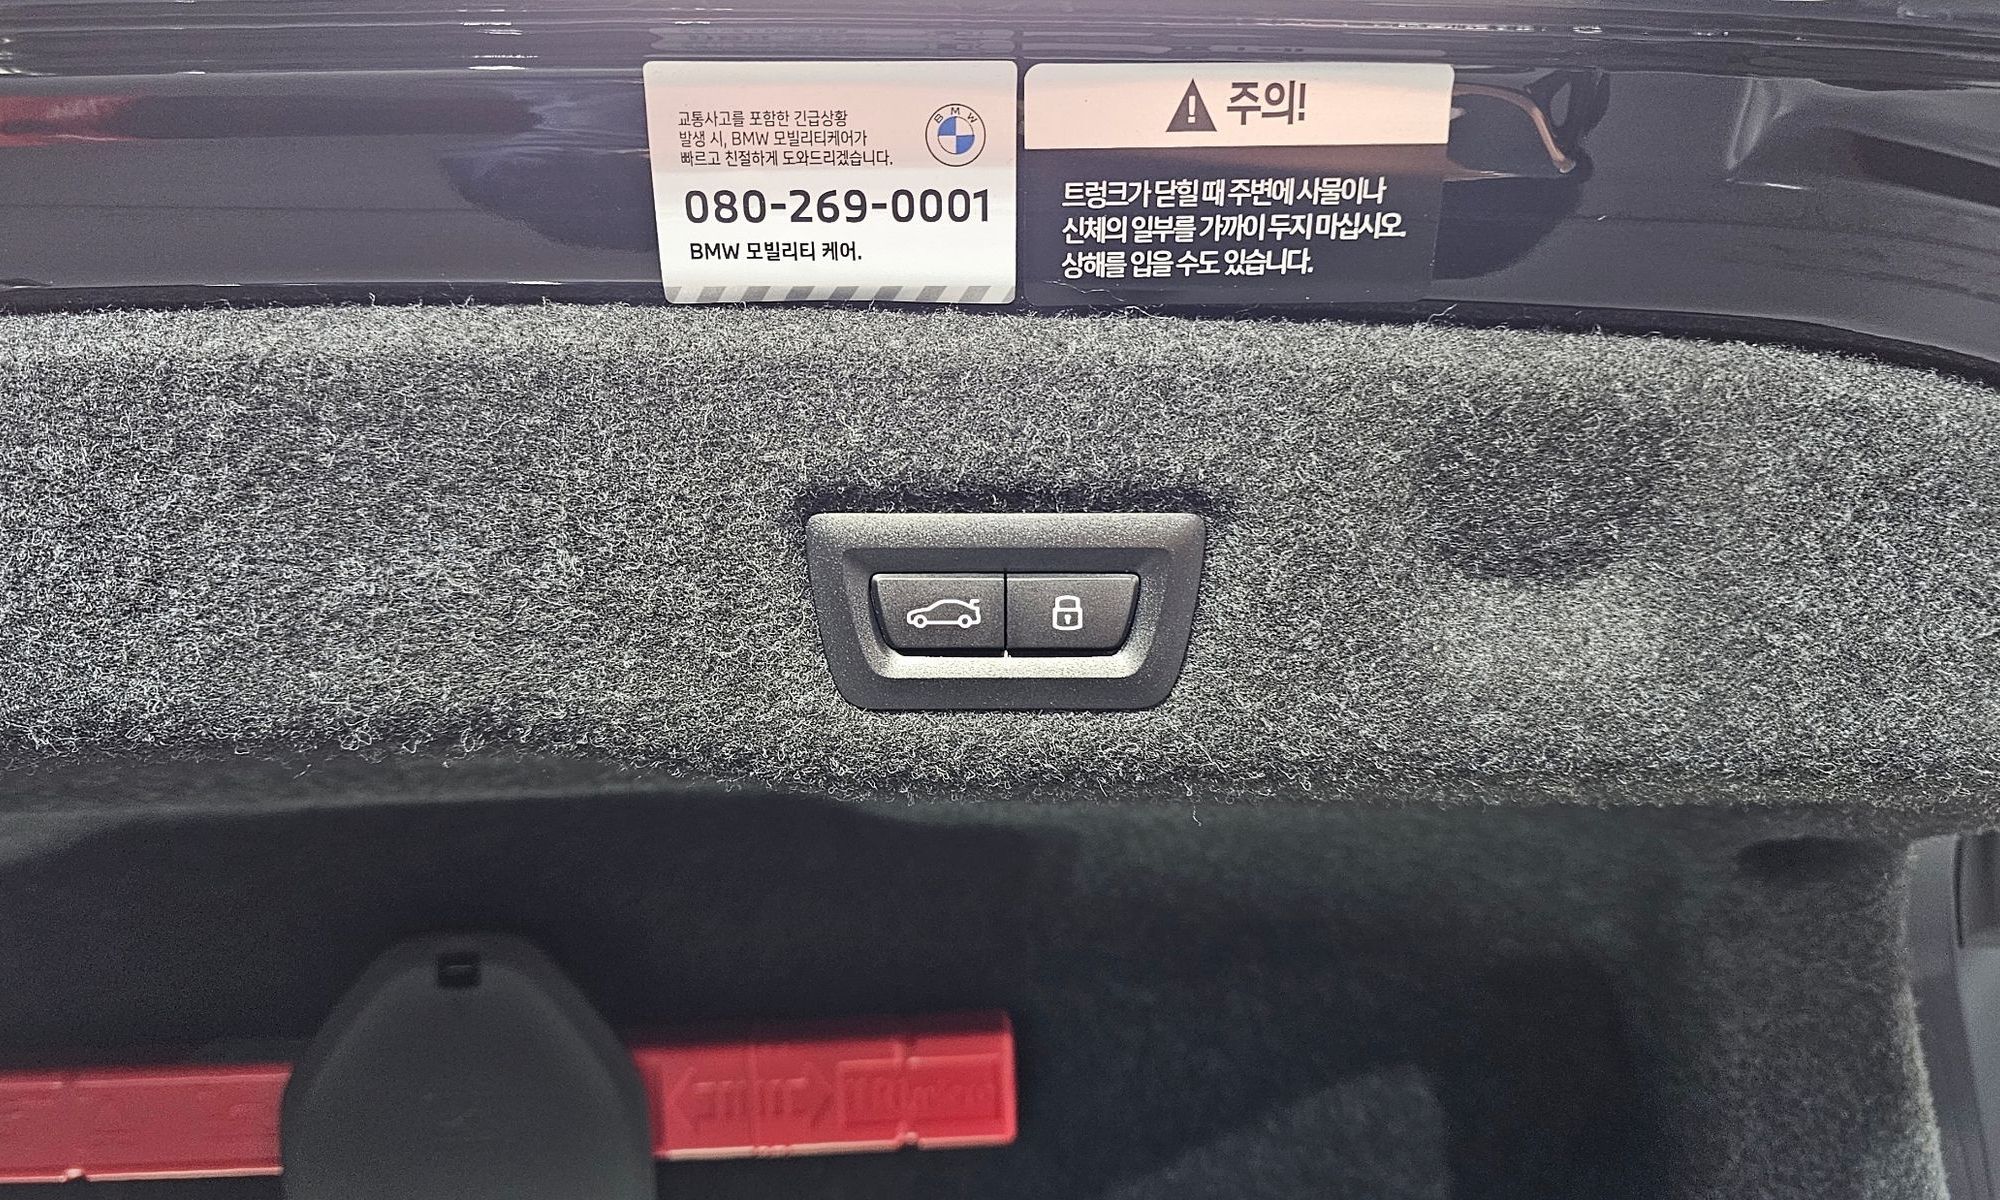 교통사고를 포함한 긴급상황
발생 시, BMW 모빌리티케어가
빠르고 친절하게 도와드리겠습니다.
BMW
080-269-0001
BMW 모빌리티 케어.
주의!
트렁크가 닫힐 때 주변에 사물이나
신체의 일부를 가까이 두지 마십시오.
상해를 입을 수도 있습니다.